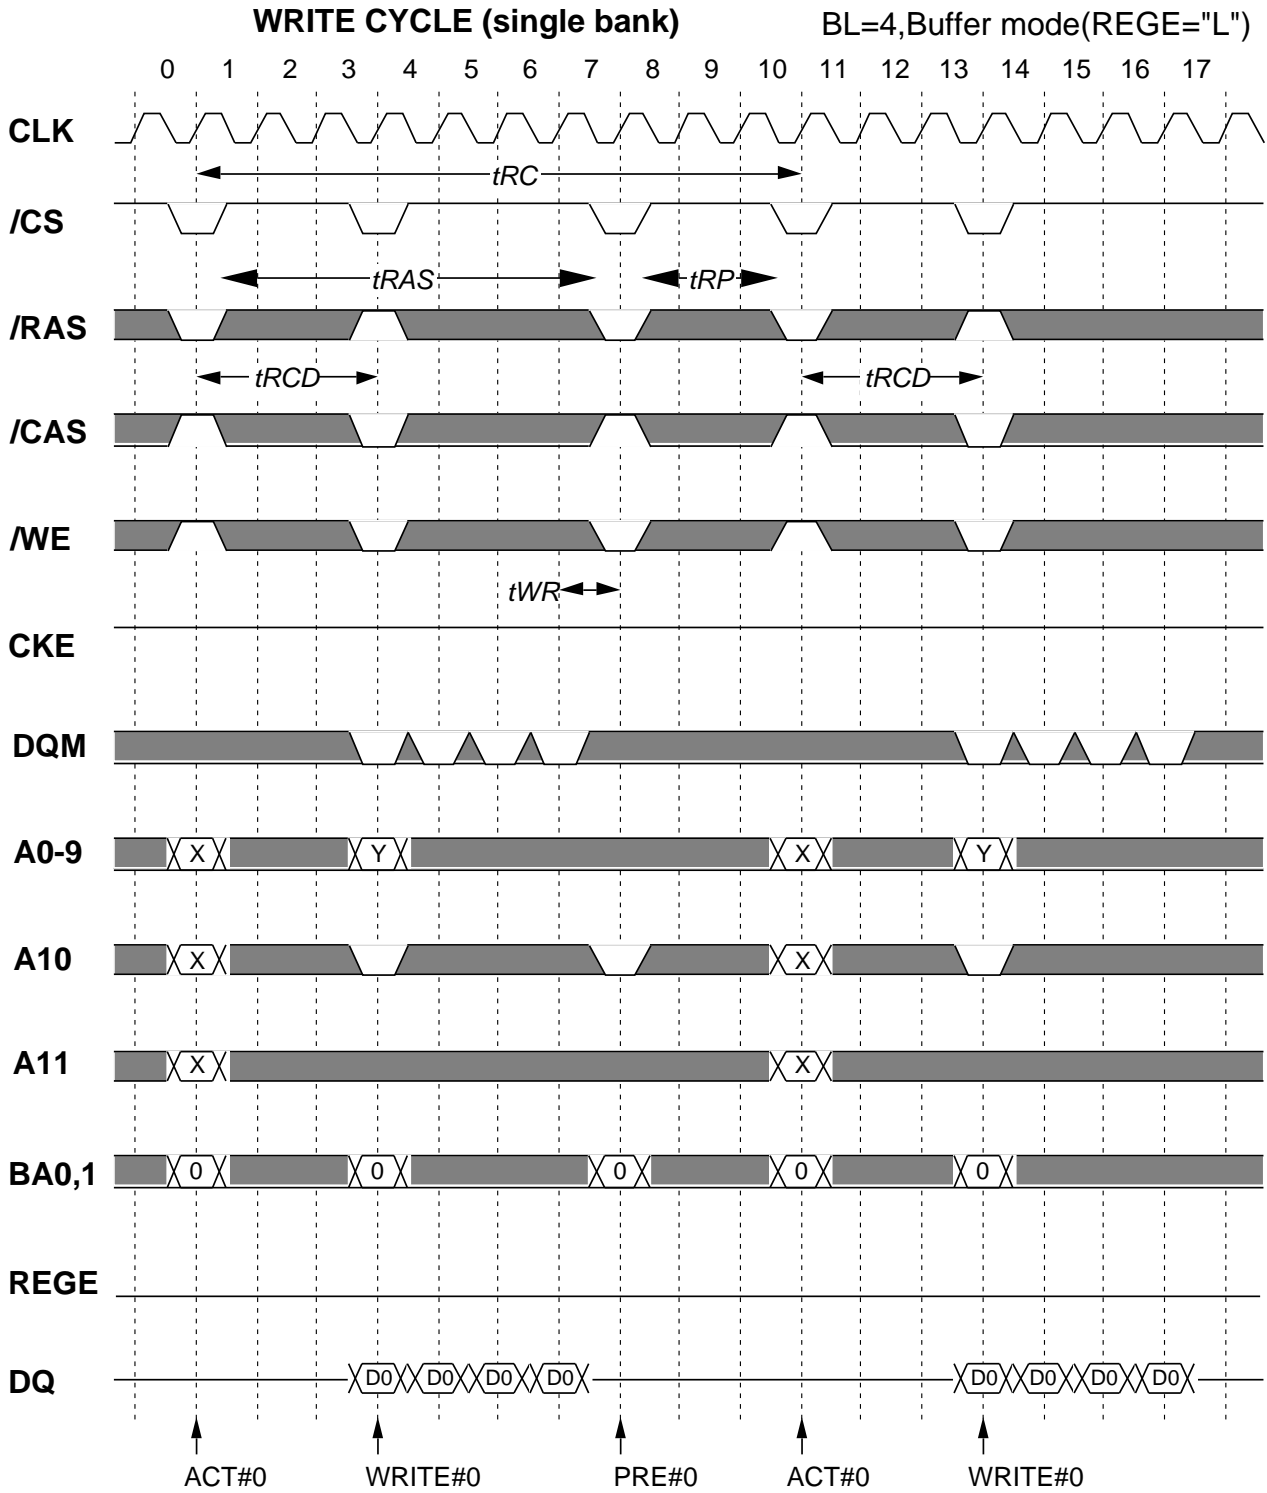 WRITE CYCLE (single bank) BL=4,Buffer mode(REGE="L")
0 1 2 3 4 5 6 7 8 9 10 11 12 13 14 15 16 17
CLK
tRC
/CS
tRAS tRP
/RAS
tRCD tRCD
/CAS
/WE
tWR
CKE
DQM
A0-9 X Y X Y
A10 X X
A11 X X
BA0,1 0 0 0 0 0
REGE
DQ D0 D0 D0 D0 D0 D0 D0 D0
ACT#0 WRITE#0 PRE#0 ACT#0 WRITE#0